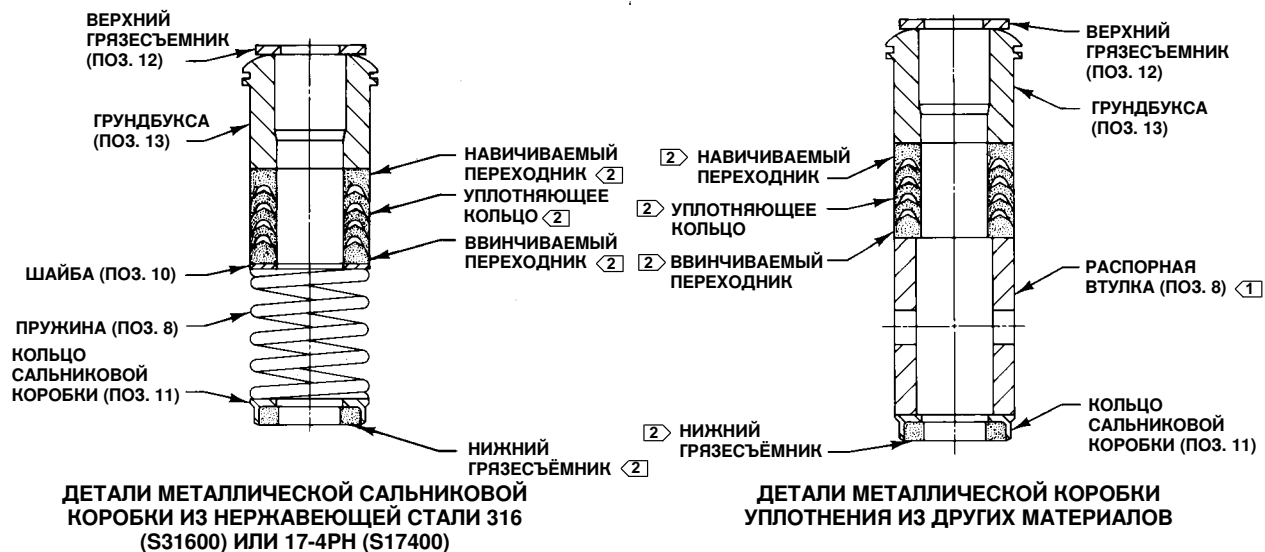 ВЕРХНИЙ
ГРЯЗЕСЪЕМНИК
(ПОЗ. 12)
ГРУНДБУКСА
(ПОЗ. 13)
НАВИЧИВАЕМЫЙ
ПЕРЕХОДНИК 2
УПЛОТНЯЮЩЕЕ
КОЛЬЦО 2
ВВИНЧИВАЕМЫЙ
ПЕРЕХОДНИК 2
ШАЙБА (ПОЗ. 10)
ПРУЖИНА (ПОЗ. 8)
КОЛЬЦО
САЛЬНИКОВОЙ
КОРОБКИ (ПОЗ. 11)
НИЖНИЙ
ГРЯЗЕСЪЁМНИК 2
ДЕТАЛИ МЕТАЛЛИЧЕСКОЙ САЛЬНИКОВОЙ
КОРОБКИ ИЗ НЕРЖАВЕЮЩЕЙ СТАЛИ 316
(S31600) ИЛИ 17-4PH (S17400)
ВЕРХНИЙ
ГРЯЗЕСЪЕМНИК
(ПОЗ. 12)
ГРУНДБУКСА
(ПОЗ. 13)
2 НАВИЧИВАЕМЫЙ
ПЕРЕХОДНИК
2 УПЛОТНЯЮЩЕЕ
КОЛЬЦО
2 ВВИНЧИВАЕМЫЙ
ПЕРЕХОДНИК
РАСПОРНАЯ
ВТУЛКА (ПОЗ. 8) 1
2 НИЖНИЙ
ГРЯЗЕСЪЁМНИК
КОЛЬЦО
САЛЬНИКОВОЙ
КОРОБКИ (ПОЗ. 11)
ДЕТАЛИ МЕТАЛЛИЧЕСКОЙ КОРОБКИ
УПЛОТНЕНИЯ ИЗ ДРУГИХ МАТЕРИАЛОВ